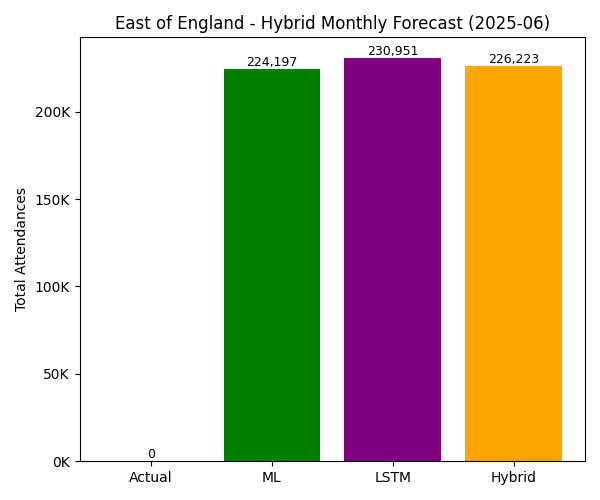 East of England - Hybrid Monthly Forecast (2025-06)
Total Attendances
200K
150K
100K
50K
0K
0
224,197
230,951
226,223
Actual
ML
LSTM
Hybrid